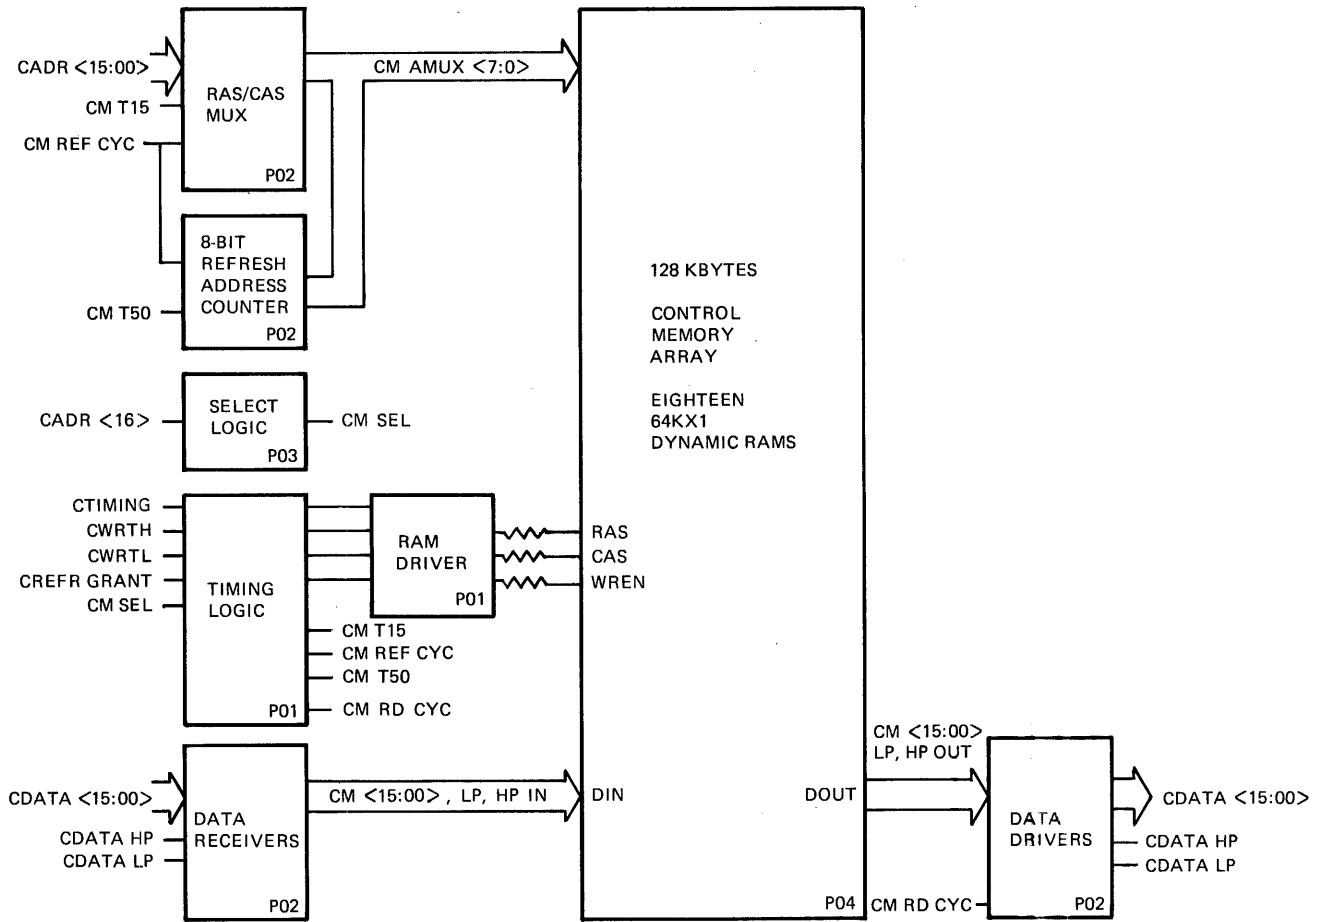 CADR <15:00>
CM T15
CM REF CYC
RAS/CAS
MUX
P02
CM AMUX <7:0>
8-BIT
REFRESH
ADDRESS
COUNTER
P02
CM T50
CADR <16>
SELECT
LOGIC
P03
CM SEL
CTIMING
CWRTH
CWRTL
CREFR GRANT
CM SEL
TIMING
LOGIC
P01
RAM
DRIVER
P01
CM T15
CM REF CYC
CM T50
CM RD CYC
RAS
CAS
WREN
128 KBYTES
CONTROL
MEMORY
ARRAY
EIGHTEEN
64KX1
DYNAMIC RAMS
CDATA <15:00>
CDATA HP
CDATA LP
DATA
RECEIVERS
P02
CM <15:00> , LP, HP IN
DIN
DOUT
P04
CM <15:00>
LP, HP OUT
CM RD CYC
DATA
DRIVERS
P02
CDATA <15:00>
CDATA HP
CDATA LP